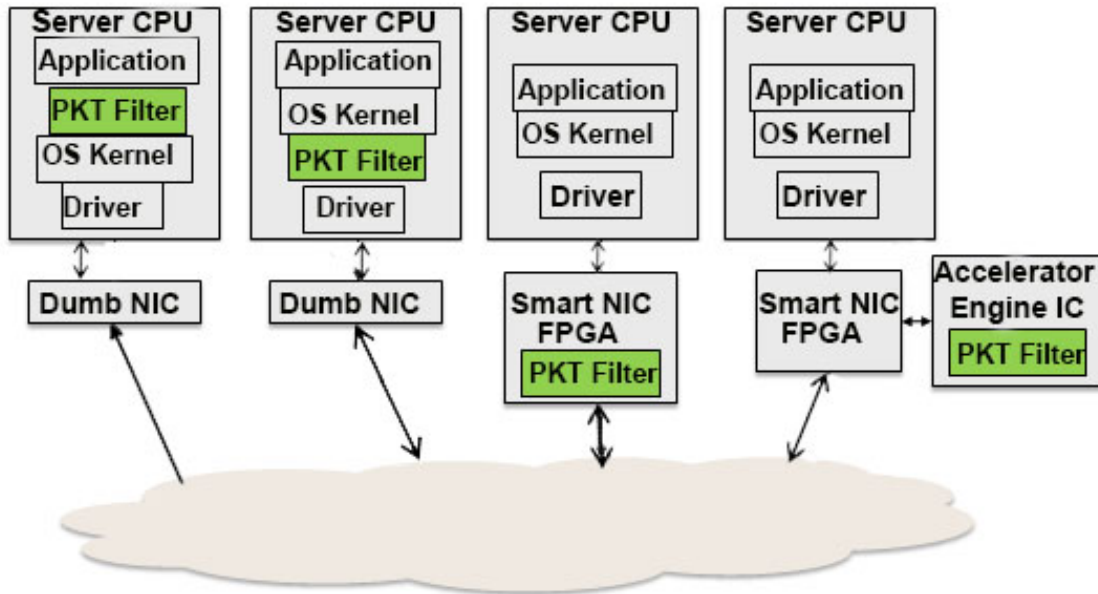 Server CPU
Application
PKT Filter
OS Kernel
Driver
Dumb NIC
Server CPU
Application
OS Kernel
PKT Filter
Driver
Dumb NIC
Server CPU
Application
OS Kernel
Driver
Smart NIC
FPGA
PKT Filter
Server CPU
Application
OS Kernel
Driver
Smart NIC
FPGA
Accelerator
Engine IC
PKT Filter